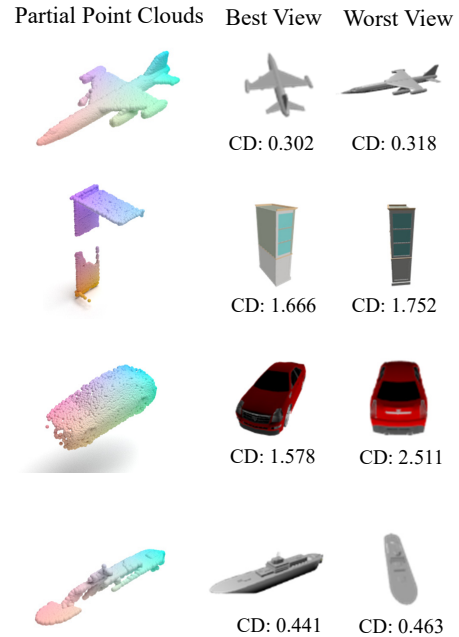 Partial Point Clouds Best View Worst View
CD: 0.302 CD: 0.318
CD: 1.666 CD: 1.752
CD: 1.578 CD: 2.511
CD: 0.441 CD: 0.463